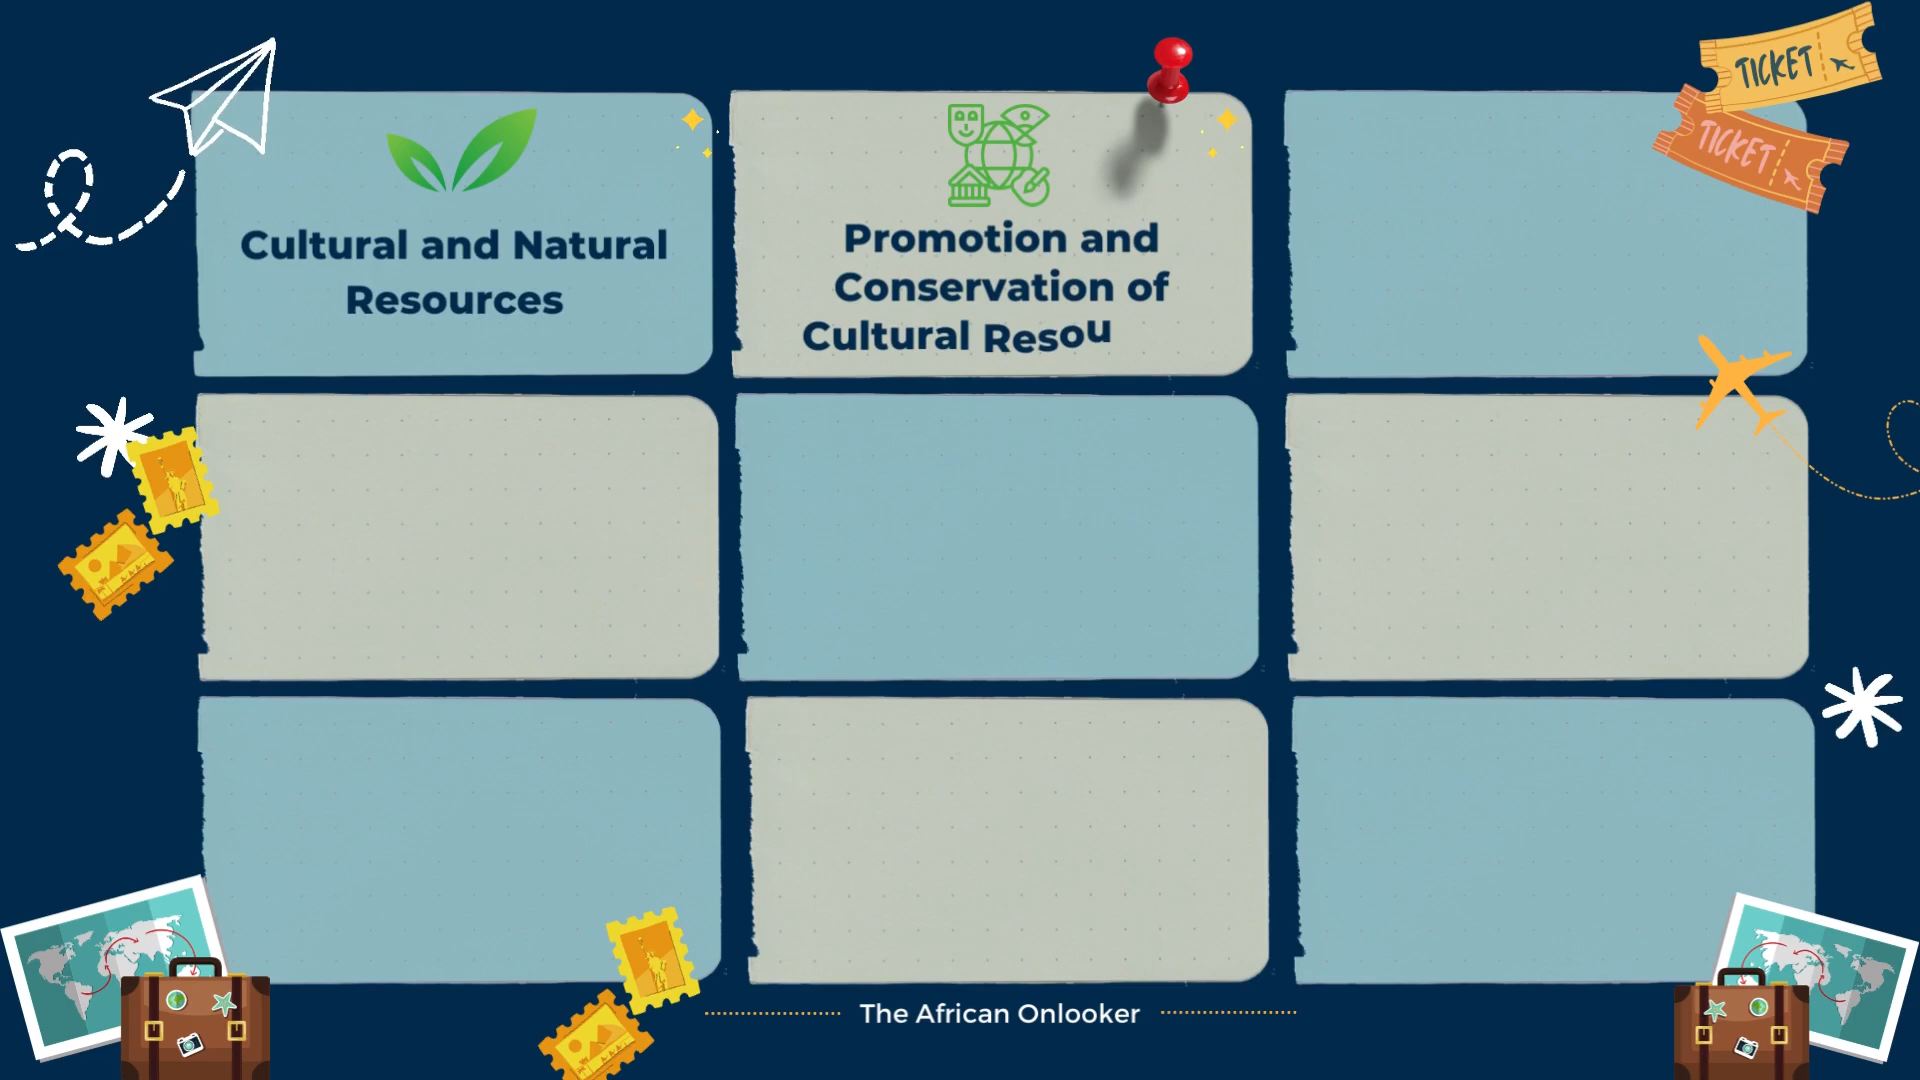 Cultural and Natural
Resources
Promotion and
Conservation of
Cultural Resou
TICKET
TICKET
The African Onlooker